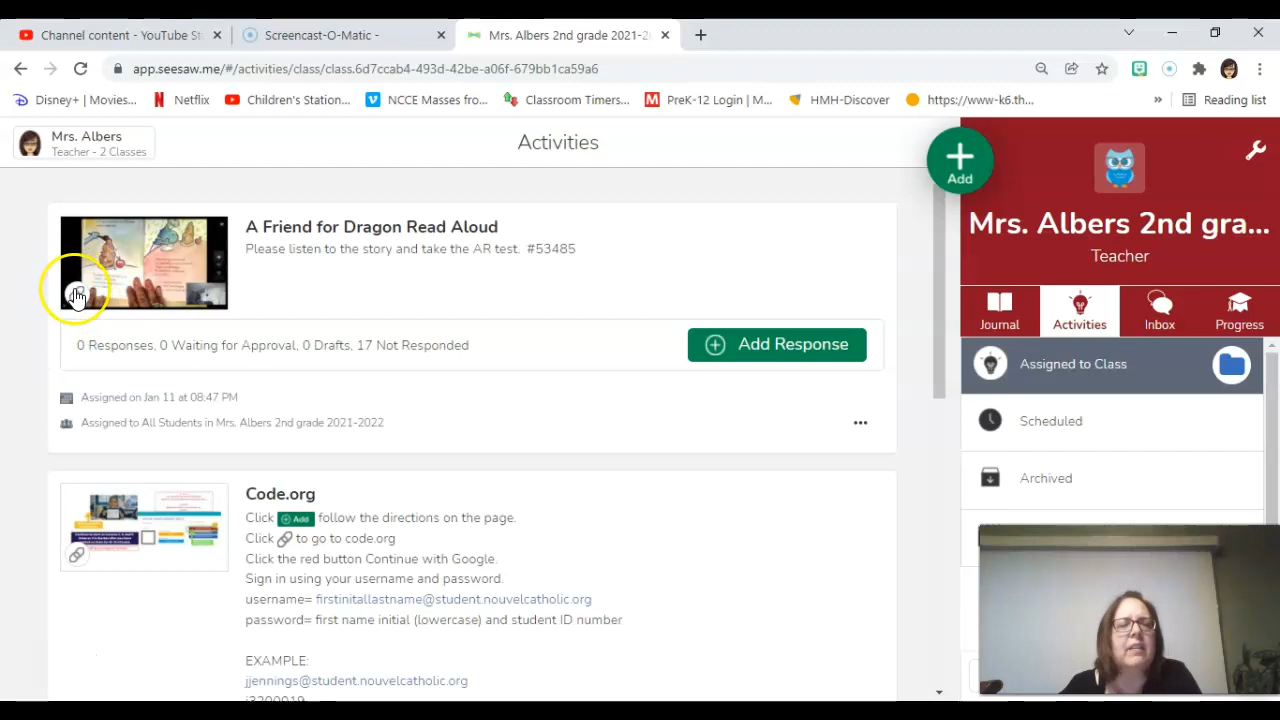 Channel content - YouTube St
Screencast-O-Matic -
Mrs. Albers 2nd grade 2021-2
app.seesaw.me/#/activities/class/class.6d7ccab4-493d-42be-a06f-679bb1ca59a6
Disney+ | Movies...
Netflix
Children's Station...
NCCE Masses fro...
Classroom Timers...
PreK-12 Login | M...
HMH-Discover
https://www-k6.th...
»
Reading list
Mrs. Albers
Teacher - 2 Classes
Activities
Add
A Friend for Dragon Read Aloud
Please listen to the story and take the AR test. #53485
0 Responses, 0 Waiting for Approval, 0 Drafts, 17 Not Responded
Add Response
Assigned on Jan 11 at 08:47 PM
Assigned to All Students in Mrs. Albers 2nd grade 2021-2022
Code.org
Click Add follow the directions on the page.
Click to go to code.org
Click the red button Continue with Google.
Sign in using your username and password.
username= firstinitallastname@student.nouvelcatholic.org
password= first name initial (lowercase) and student ID number
EXAMPLE:
jjennings@student.nouvelcatholic.org
Mrs. Albers 2nd gra...
Teacher
Journal
Activities
Inbox
Progress
Assigned to Class
Scheduled
Archived